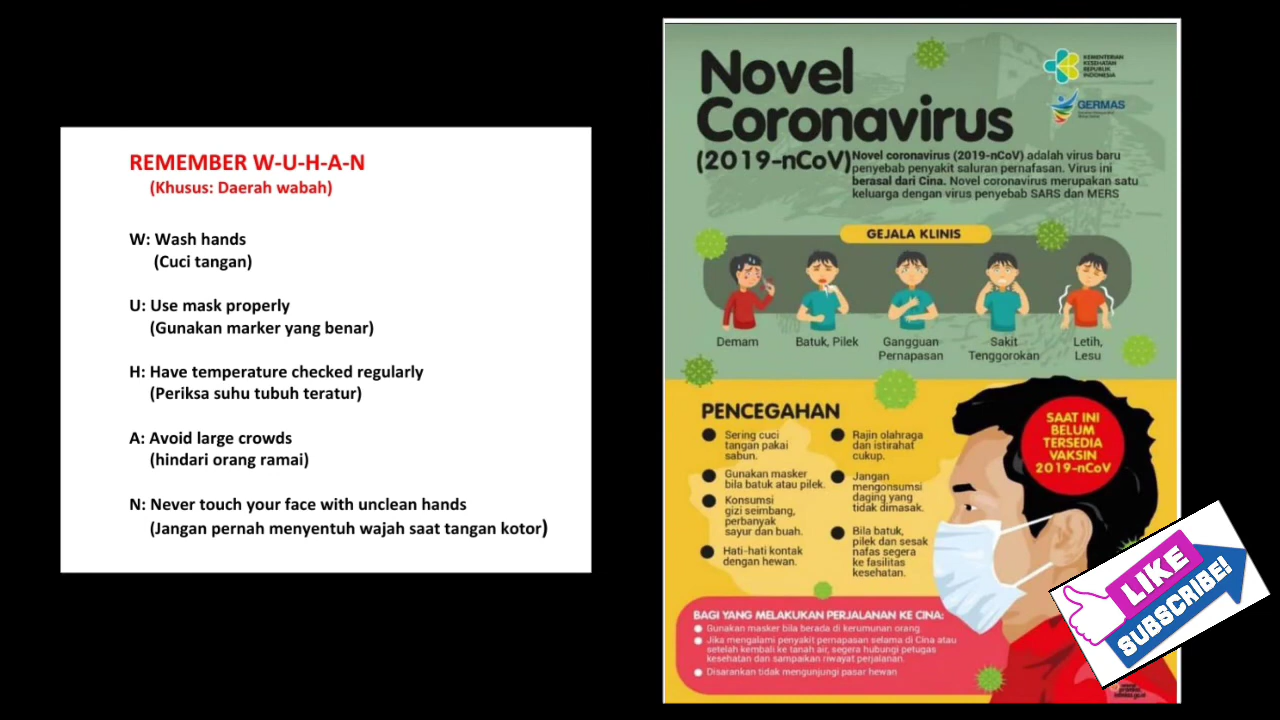 REMEMBER W-U-H-A-N
(Khusus: Daerah wabah)
W: Wash hands
(Cuci tangan)
U: Use mask properly
(Gunakan marker yang benar)
H: Have temperature checked regularly
(Periksa suhu tubuh teratur)
A: Avoid large crowds
(hindari orang ramai)
N: Never touch your face with unclean hands
(Jangan pernah menyentuh wajah saat tangan kotor)
Novel
Coronavirus
(2019-nCoV)
KEMENTERIAN
KESEHATAN
REPUBLIK
INDONESIA
GERMAS
Novel coronavirus (2019-nCoV) adalah virus baru
penyebab penyakit saluran pernafasan. Virus ini
berasal dari Cina. Novel coronavirus merupakan satu
keluarga dengan virus penyebab SARS dan MERS
GEJALA KLINIS
Demam
Batuk, Pilek
Gangguan
Pernapasan
Sakit
Tenggorokan
Letih,
Lesu
PENCEGAHAN
Sering cuci
tangan pakai
sabun.
Gunakan masker
bila batuk atau pilek.
Konsumsi
gizi seimbang,
perbanyak
sayur dan buah.
Hati-hati kontak
dengan hewan.
Rajin olahraga
dan istirahat
cukup.
Jangan
mengonsumsi
daging yang
tidak dimasak.
Bila batuk,
pilek dan sesak
nafas segera
ke fasilitas
kesehatan.
SAAT INI
BELUM
TERSEDIA
VAKSIN
2019-nCoV
BAGI YANG MELAKUKAN PERJALANAN KE CINA:
Gunakan masker bila berada di kerumunan orang
Jika mengalami penyakit pernapasan selama di Cina atau
setelah kembali ke tanah air, segera hubungi petugas
kesehatan dan sampaikan riwayat perjalanan.
Disarankan tidak mengunjungi pasar hewan
LIKE
SUBSCRIBE!